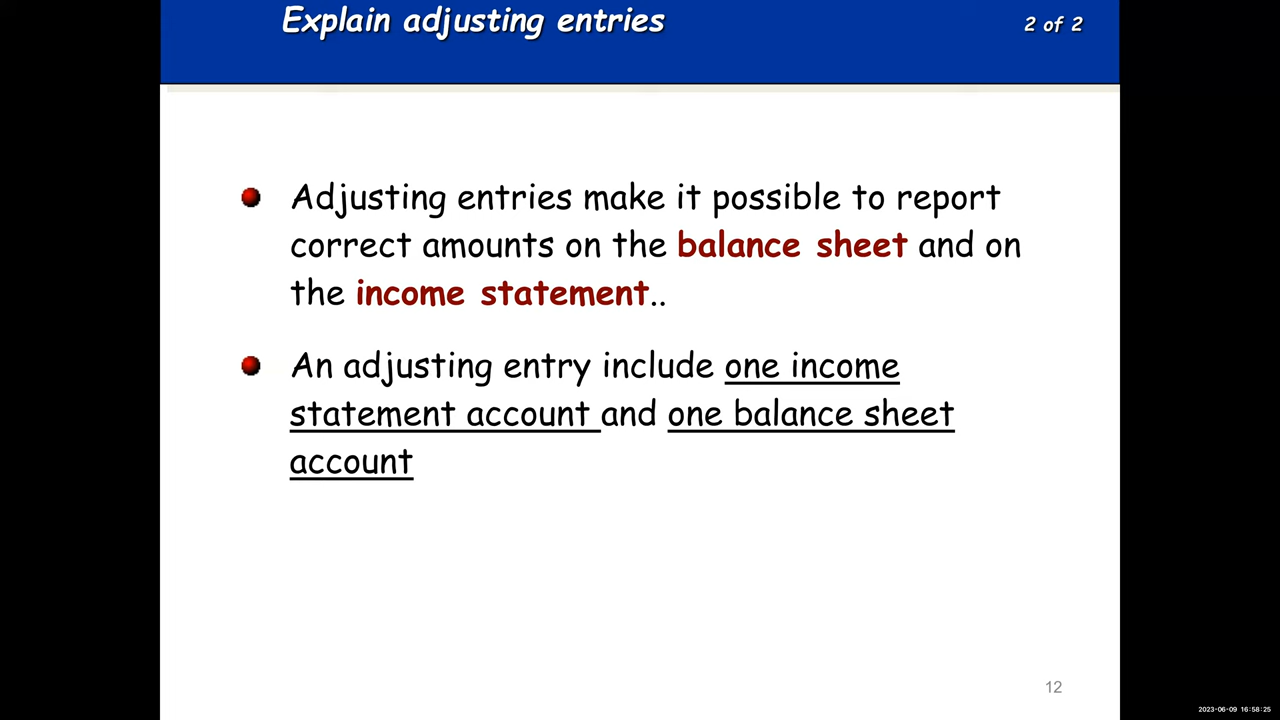 Explain adjusting entries
2 of 2
Adjusting entries make it possible to report
correct amounts on the balance sheet and on
the income statement..
An adjusting entry include one income
statement account and one balance sheet
account
12
2023-06-09 16:58:25